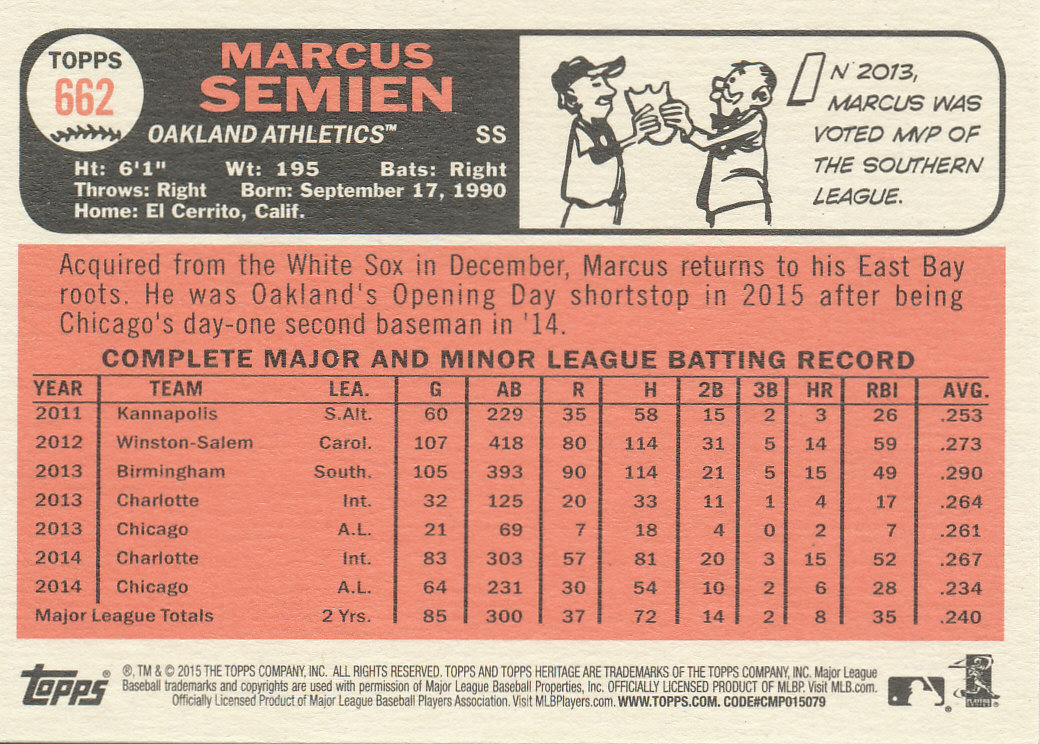 TOPPS
662
MARCUS
SEMIEN
OAKLAND ATHLETICS™ SS
Ht: 6'1" Wt: 195 Bats: Right
Throws: Right Born: September 17, 1990
Home: El Cerrito, Calif.
IN 2013,
MARCUS WAS
VOTED MVP OF
THE SOUTHERN
LEAGUE.
Acquired from the White Sox in December, Marcus returns to his East Bay
roots. He was Oakland's Opening Day shortstop in 2015 after being
Chicago's day-one second baseman in '14.
COMPLETE MAJOR AND MINOR LEAGUE BATTING RECORD
YEAR TEAM LEA. G AB R H 2B 3B HR RBI AVG.
2011 Kannapolis S.Alt. 60 229 35 58 15 2 3 26 .253
2012 Winston-Salem Carol. 107 418 80 114 31 5 14 59 .273
2013 Birmingham South. 105 393 90 114 21 5 15 49 .290
2013 Charlotte Int. 32 125 20 33 11 1 4 17 .264
2013 Chicago A.L. 21 69 7 18 4 0 2 7 .261
2014 Charlotte Int. 83 303 57 81 20 3 15 52 .267
2014 Chicago A.L. 64 231 30 54 10 2 6 28 .234
Major League Totals 2 Yrs. 85 300 37 72 14 2 8 35 .240
Topps®
®, TM & © 2015 THE TOPPS COMPANY, INC. ALL RIGHTS RESERVED. TOPPS AND TOPPS HERITAGE ARE TRADEMARKS OF THE TOPPS COMPANY, INC. Major League
Baseball trademarks and copyrights are used with permission of Major League Baseball Properties, Inc. OFFICIALLY LICENSED PRODUCT OF MLBP. Visit MLB.com.
Officially Licensed Product of Major League Baseball Players Association. Visit MLBPlayers.com. WWW.TOPPS.COM. CODE#CMP015079